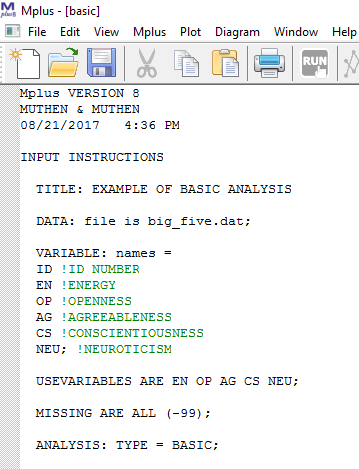 Mplus - [basic]
File Edit View Mplus Plot Diagram Window Help
RUN
Mplus VERSION 8
MUTHEN & MUTHEN
08/21/2017 4:36 PM
INPUT INSTRUCTIONS
TITLE: EXAMPLE OF BASIC ANALYSIS
DATA: file is big_five.dat;
VARIABLE: names =
ID !ID NUMBER
EN !ENERGY
OP !OPENNESS
AG !AGREEABLENESS
CS !CONSCIENTIOUSNESS
NEU; !NEUROTICISM
USEVARIABLES ARE EN OP AG CS NEU;
MISSING ARE ALL (-99);
ANALYSIS: TYPE = BASIC;